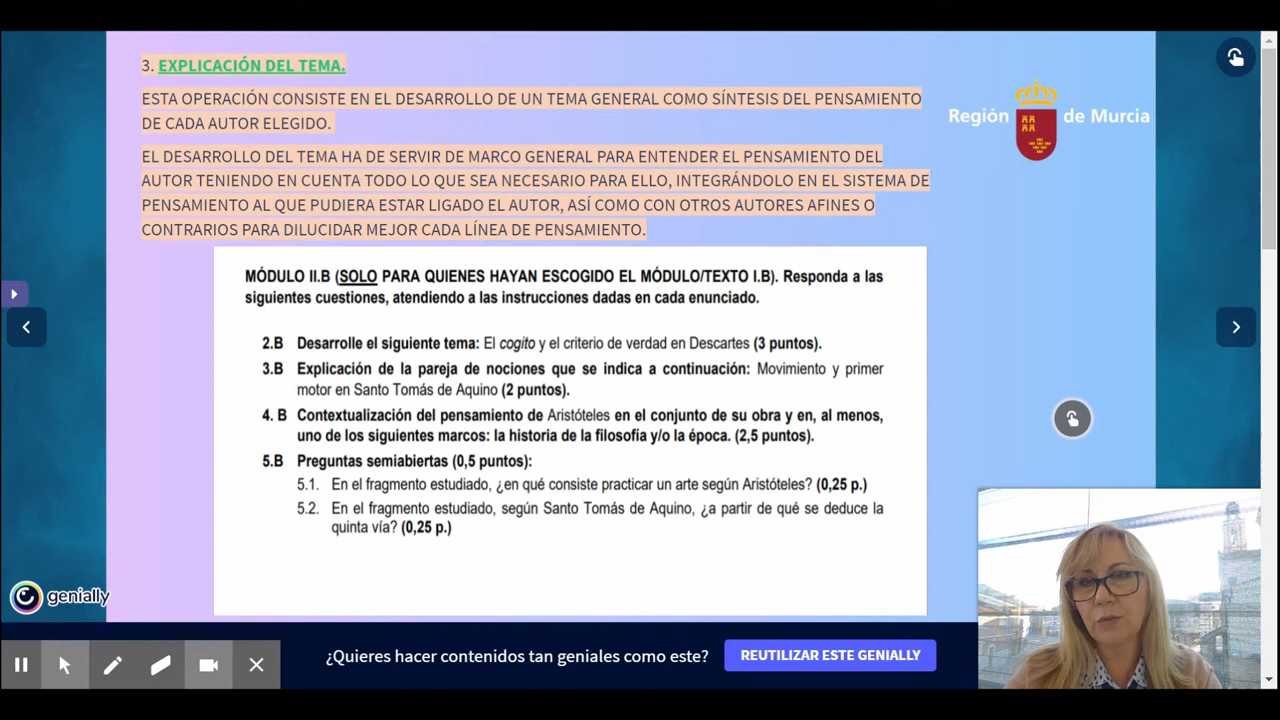 3. EXPLICACIÓN DEL TEMA.
ESTA OPERACIÓN CONSISTE EN EL DESARROLLO DE UN TEMA GENERAL COMO SÍNTESIS DEL PENSAMIENTO
DE CADA AUTOR ELEGIDO.
EL DESARROLLO DEL TEMA HA DE SERVIR DE MARCO GENERAL PARA ENTENDER EL PENSAMIENTO DEL
AUTOR TENIENDO EN CUENTA TODO LO QUE SEA NECESARIO PARA ELLO, INTEGRÁNDOLO EN EL SISTEMA DE
PENSAMIENTO AL QUE PUDIERA ESTAR LIGADO EL AUTOR, ASÍ COMO CON OTROS AUTORES AFINES O
CONTRARIOS PARA DILUCIDAR MEJOR CADA LÍNEA DE PENSAMIENTO.
Región de Murcia
MÓDULO II.B (SOLO PARA QUIENES HAYAN ESCOGIDO EL MÓDULO/TEXTO I.B). Responda a las
siguientes cuestiones, atendiendo a las instrucciones dadas en cada enunciado.
2.B Desarrolle el siguiente tema: El cogito y el criterio de verdad en Descartes (3 puntos).
3.B Explicación de la pareja de nociones que se indica a continuación: Movimiento y primer
motor en Santo Tomás de Aquino (2 puntos).
4. B Contextualización del pensamiento de Aristóteles en el conjunto de su obra y en, al menos,
uno de los siguientes marcos: la historia de la filosofía y/o la época. (2,5 puntos).
5.B Preguntas semiabiertas (0,5 puntos):
5.1. En el fragmento estudiado, ¿en qué consiste practicar un arte según Aristóteles? (0,25 p.)
5.2. En el fragmento estudiado, según Santo Tomás de Aquino, ¿a partir de qué se deduce la
quinta vía? (0,25 p.)
genially
¿Quieres hacer contenidos tan geniales como este? REUTILIZAR ESTE GENIALLY